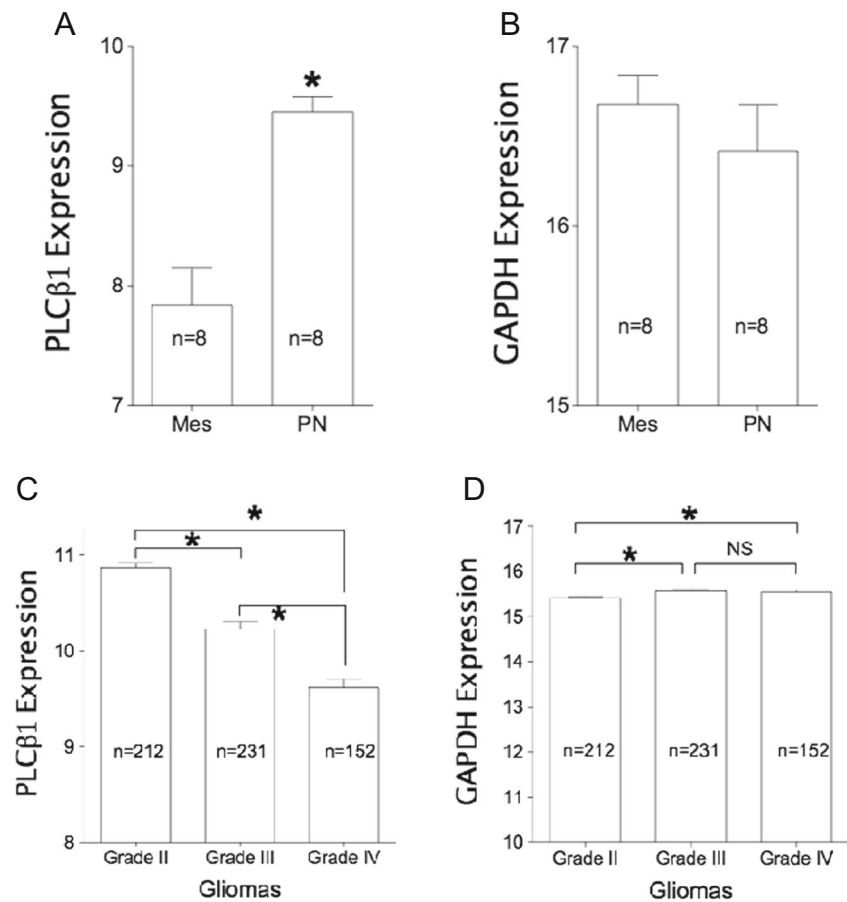 A
PLCβ1 Expression
10
9
8
7
*
n=8
n=8
Mes
PN
B
GAPDH Expression
17
16
15
n=8
n=8
Mes
PN
C
PLCβ1 Expression
11
10
9
8
*
*
*
n=212
n=231
n=152
Grade II
Grade III
Grade IV
Gliomas
D
GAPDH Expression
17
16
15
14
13
12
11
10
*
*
NS
n=212
n=231
n=152
Grade II
Grade III
Grade IV
Gliomas